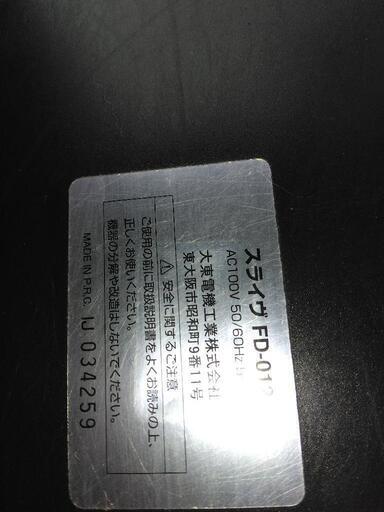 スライヴ FD-01
AC100V 50/60Hz
大東電機工業株式会社
東大阪市昭和町9番11号
⚠ 安全に関するご注意
ご使用の前に取扱説明書をよくお読みの上、
正しくお使いください。
機器の分解や改造はしないでください。
MADE IN P.R.C. IJ 034259